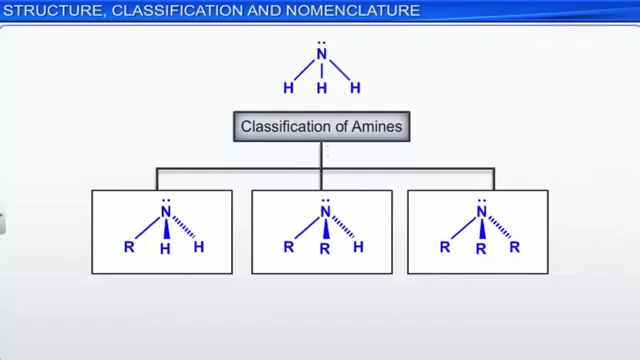 STRUCTURE, CLASSIFICATION AND NOMENCLATURE
N
H H H
Classification of Amines
N N N
R H H R R H R R R